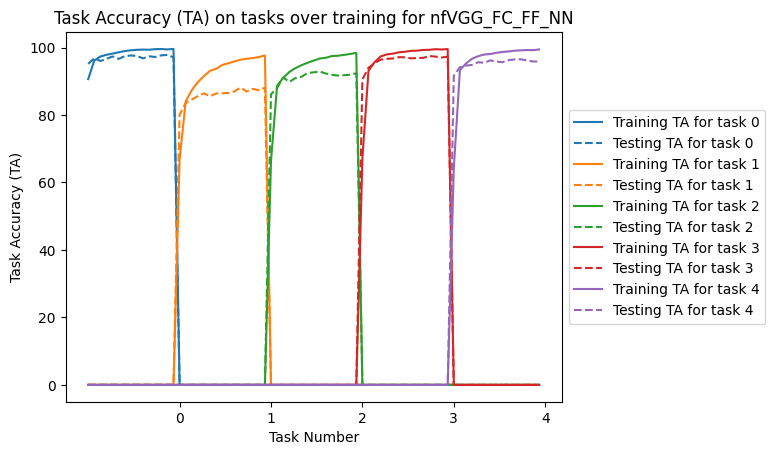 Task Accuracy (TA) on tasks over training for nfVGG_FC_FF_NN
Task Accuracy (TA)
100
80
60
40
20
0
0
1
2
3
4
Task Number
Training TA for task 0
Testing TA for task 0
Training TA for task 1
Testing TA for task 1
Training TA for task 2
Testing TA for task 2
Training TA for task 3
Testing TA for task 3
Training TA for task 4
Testing TA for task 4